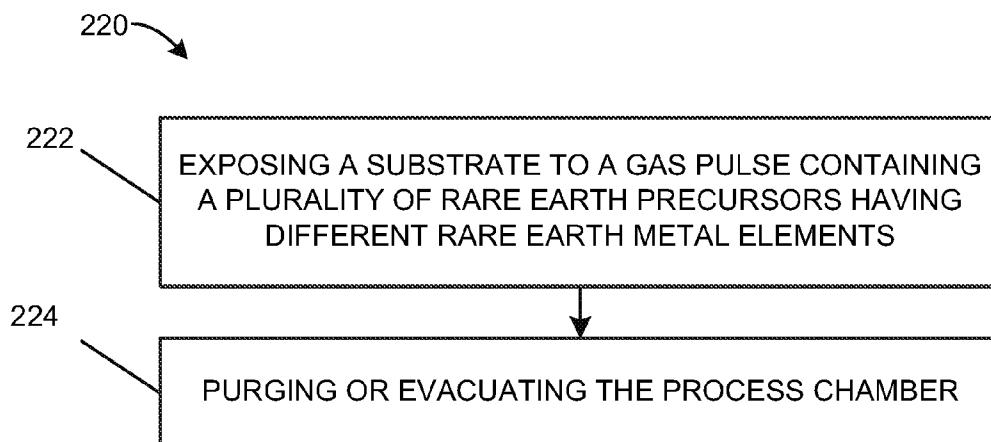 220
222
EXPOSING A SUBSTRATE TO A GAS PULSE CONTAINING
A PLURALITY OF RARE EARTH PRECURSORS HAVING
DIFFERENT RARE EARTH METAL ELEMENTS
224
PURGING OR EVACUATING THE PROCESS CHAMBER